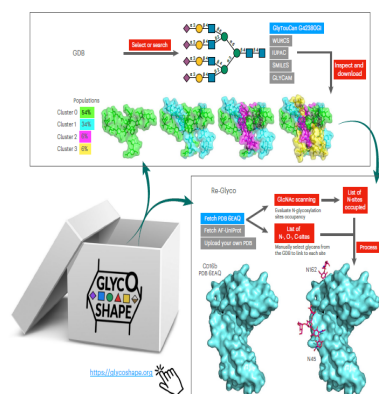 GDB
Select or search
GlyTouCan G42380GI
WURCS
IUPAC
SMILES
GLYCAM
Inspect and
download
Populations
Cluster 0 54%
Cluster 1
Cluster 2
Cluster 3 6%
Re-Glyco
Fetch PDB 6EAQ
Fetch AF UniProt
Upload your own PDB
GlcNAc scanning
Evaluate N-glycosylation
sites occupancy
List of
N-sites
occupied
List of
N-, O-, C-sites
Manually select glycans from
the GDB to link to each site
Process
CD16b
PDB 6EAQ
N162
N45
GLYCO
SHAPE
https://glycoshape.org